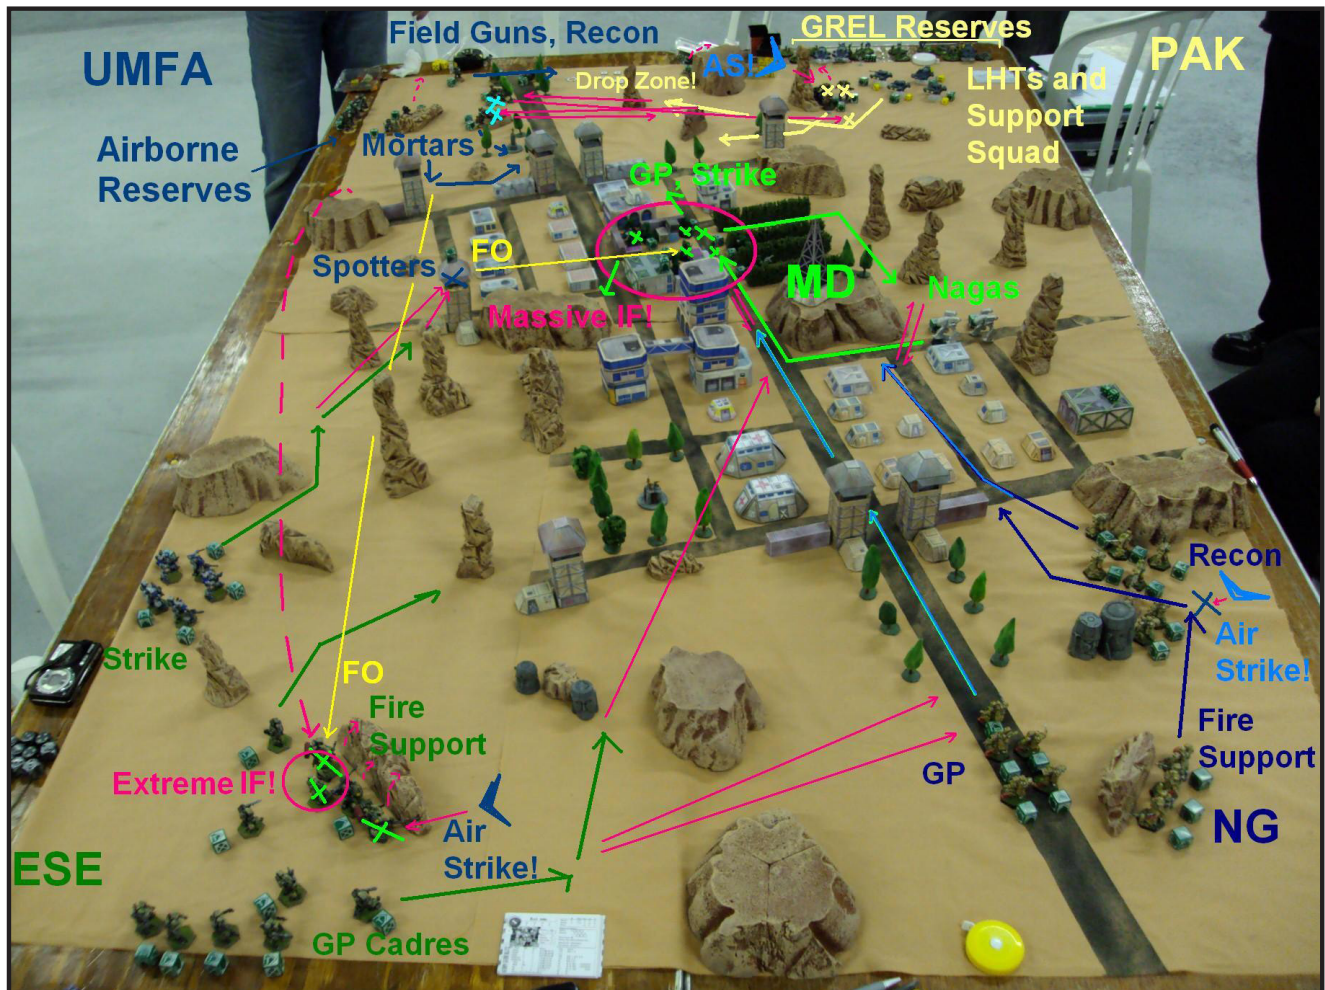 Field Guns, Recon
GREL Reserves
UMFA
PAK
AS!
Drop Zone!
LHTs and
Support
Squad
Airborne
Reserves
Mortars
GP, Strike
FO
Spotters
MD
Nagas
Massive IF!
Recon
Air
Strike!
Strike
FO
Fire
Support
Fire
Support
Extreme IF!
GP
NG
Air
Strike!
ESE
GP Cadres